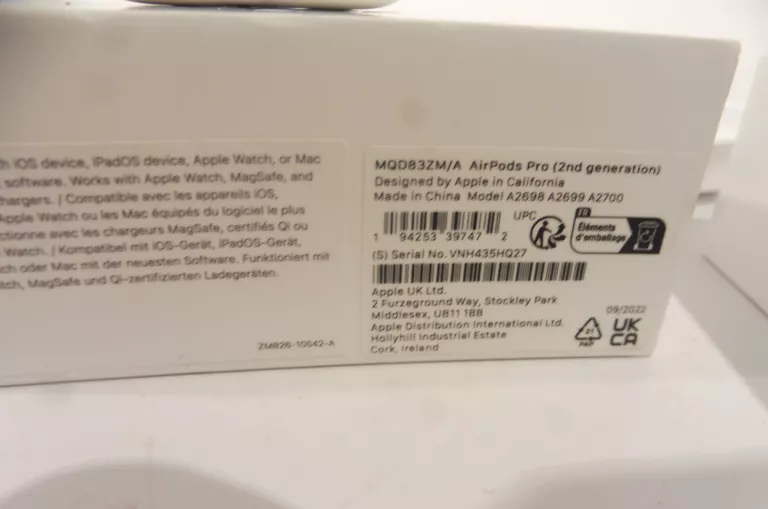 h iOS device, iPadOS device, Apple Watch, or Mac
software. Works with Apple Watch, MagSafe, and
chargers. / Compatible avec les appareils iOS,
Apple Watch ou les Mac équipés du logiciel le plus
ctionne avec les chargeurs MagSafe, certifiés Qi ou
Watch. / Kompatibel mit iOS-Gerät, iPadOS-Gerät,
ch oder Mac mit der neuesten Software. Funktioniert mit
tch, MagSafe und Qi-zertifizierten Ladegeräten.
ZM826-10542-A
MQD83ZM/A AirPods Pro (2nd generation)
Designed by Apple in California
Made in China Model A2698 A2699 A2700
UPC
1 94253 39747 2
FR
Éléments
d'emballage
(S) Serial No. VNH435HQ27
Apple UK Ltd.
2 Furzeground Way, Stockley Park
Middlesex, UB11 1BB
Apple Distribution International Ltd.
Hollyhill Industrial Estate
Cork, Ireland
09/2022
21
PAP
UK
CA